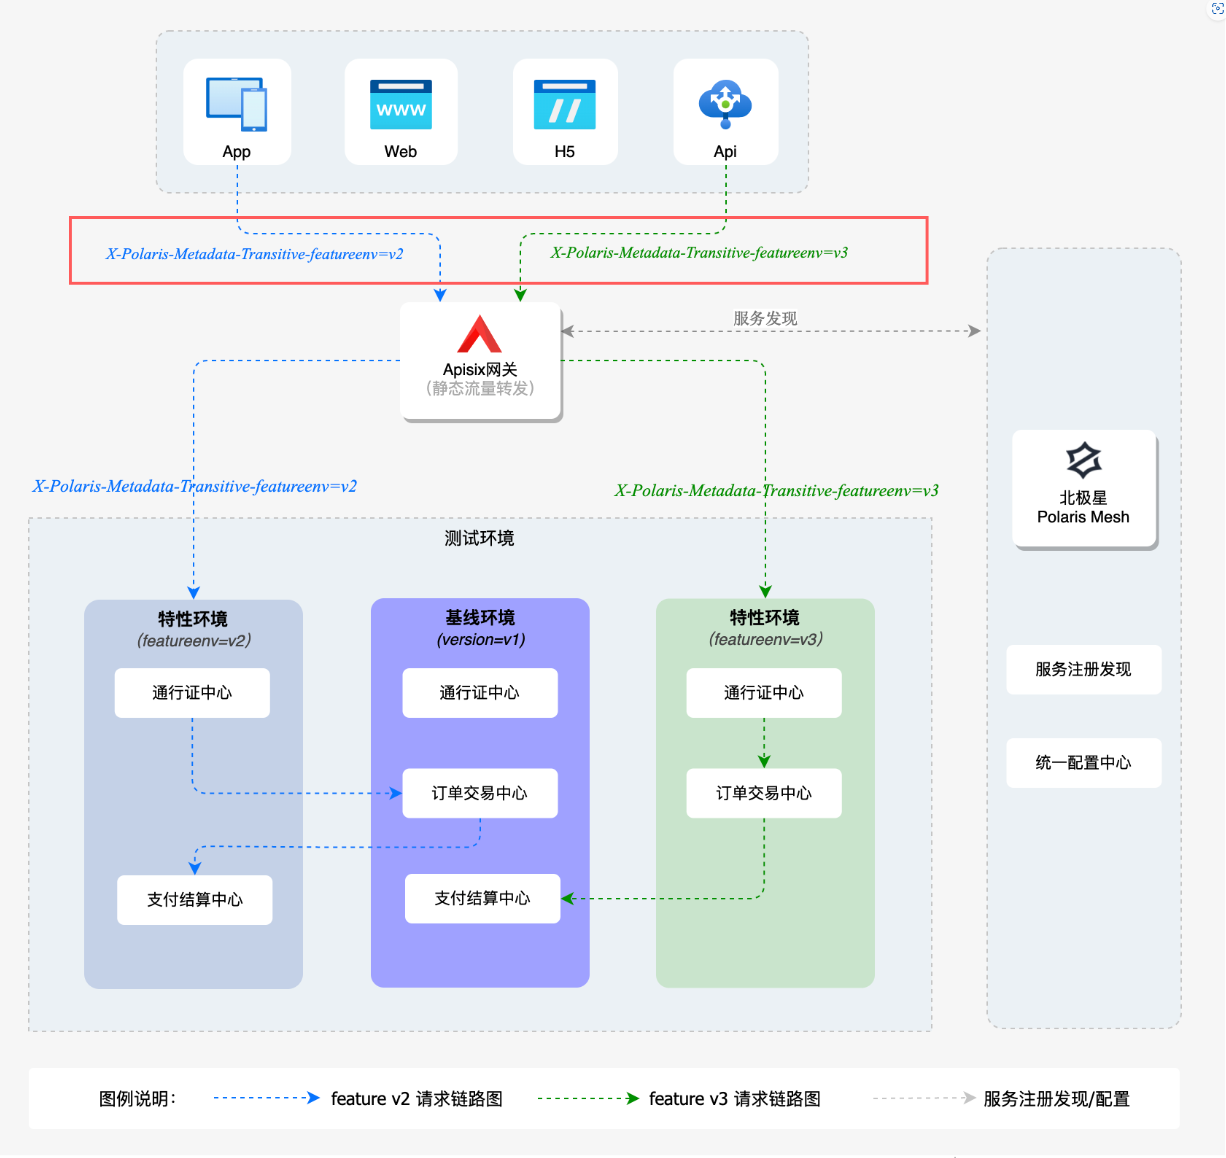 WWW
App
Web
H5
Api
X-Polaris-Metadata-Transitive-featureenv=v2
X-Polaris-Metadata-Transitive-featureenv=v3
服务发现
Apisix网关
（静态流量转发）
X-Polaris-Metadata-Transitive-featureenv=v2
X-Polaris-Metadata-Transitive-featureenv=v3
北极星
Polaris Mesh
服务注册发现
统一配置中心
测试环境
特性环境
(featureenv=v2)
通行证中心
支付结算中心
基线环境
(version=v1)
通行证中心
订单交易中心
支付结算中心
特性环境
(featureenv=v3)
通行证中心
订单交易中心
图例说明：
feature v2 请求链路图
feature v3 请求链路图
服务注册发现/配置